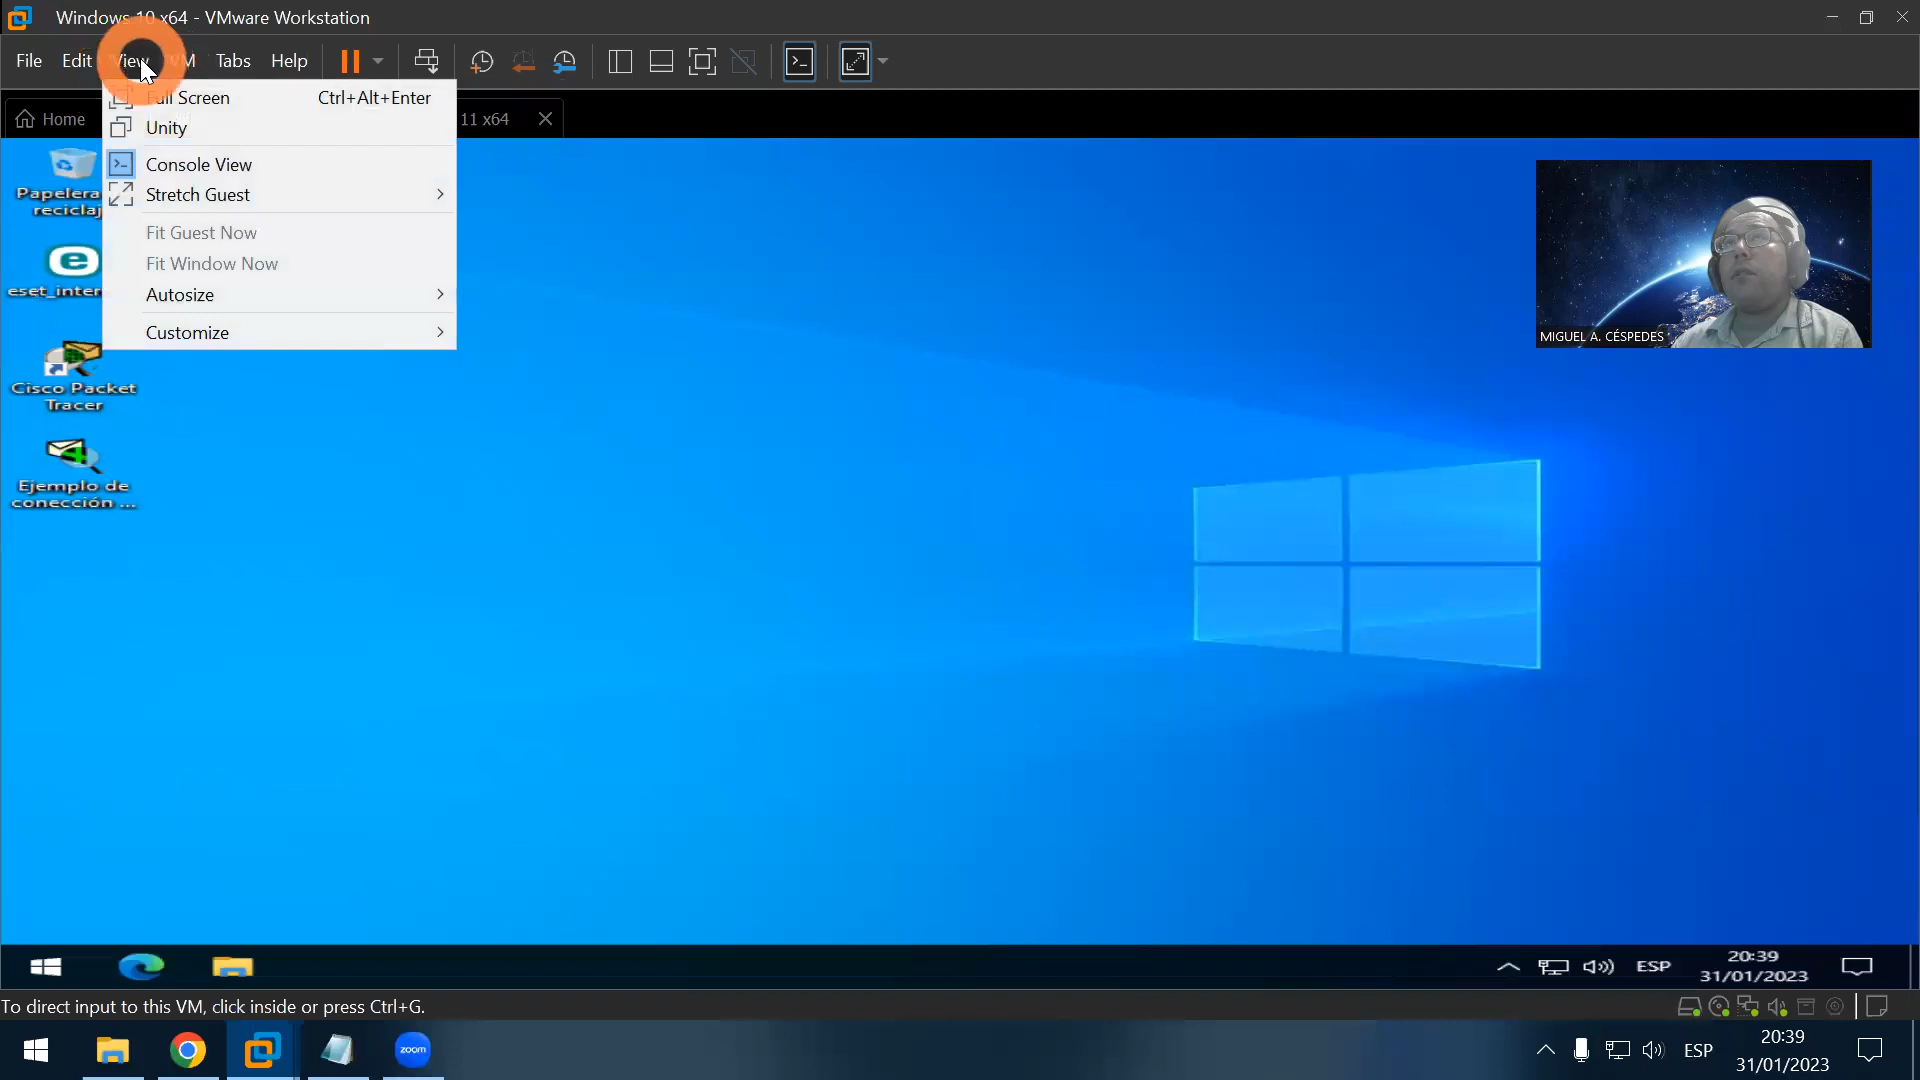 Windows 10 x64 - VMware Workstation
File Edit View VM Tabs Help
Full Screen Ctrl+Alt+Enter
Home 11 x64
Unity
Console View
Stretch Guest
Fit Guest Now
Fit Window Now
Autosize
Customize
Papelera
reciclaj
eset_inter
Cisco Packet
Tracer
Ejemplo de
conección ...
MIGUEL A. CÉSPEDES
ESP
20:39
31/01/2023
To direct input to this VM, click inside or press Ctrl+G.
zoom
ESP
20:39
31/01/2023